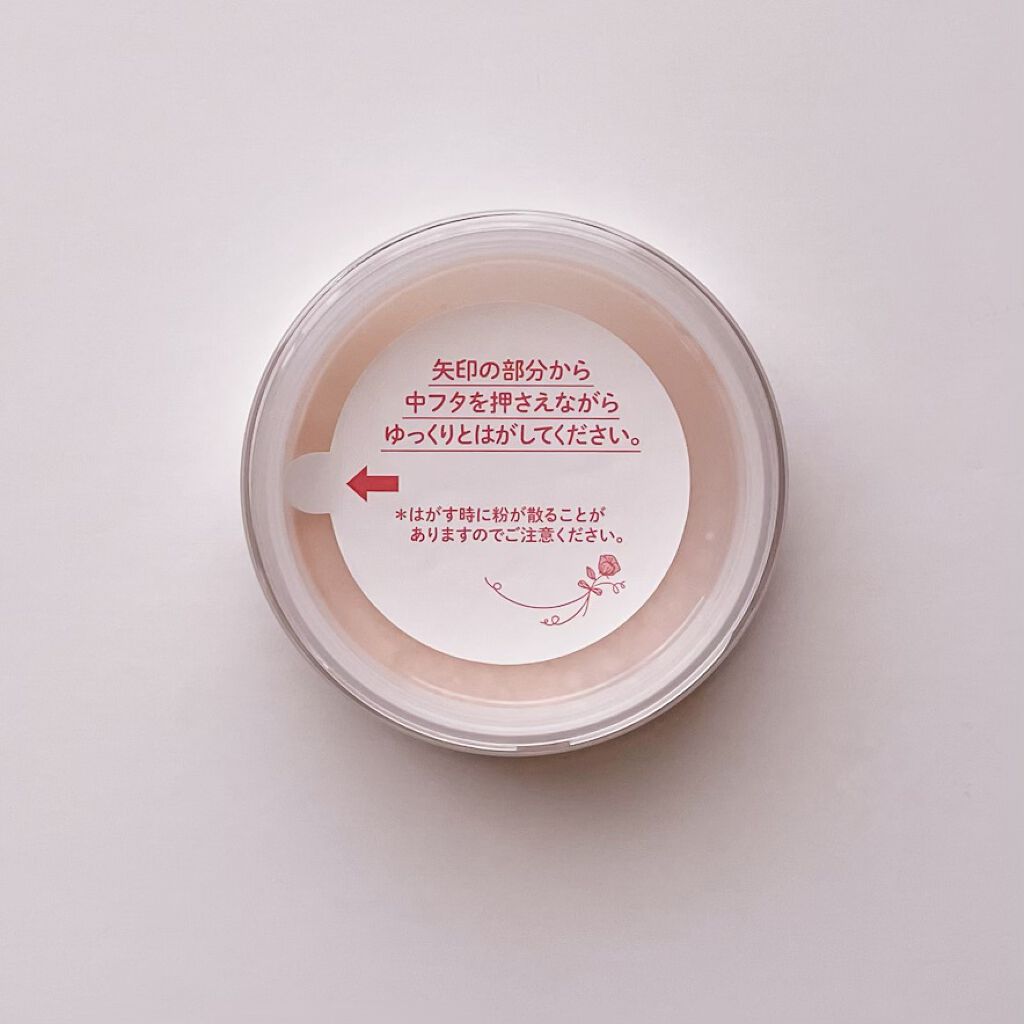 矢印の部分から
中フタを押さえながら
ゆっくりとはがしてください。
＊はがす時に粉が散ることが
ありますのでご注意ください。